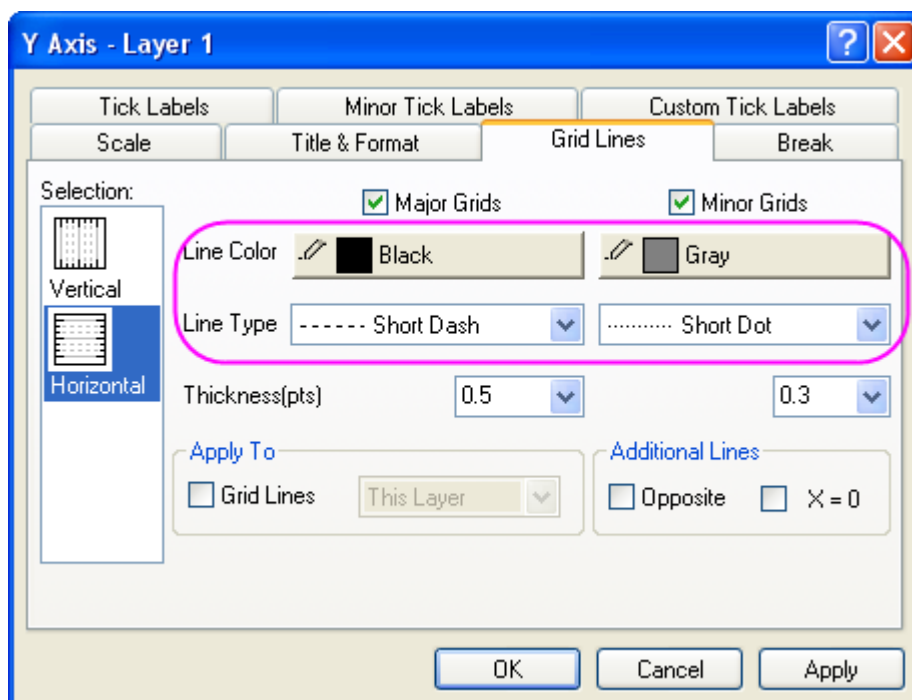 Y Axis - Layer 1
Tick Labels Minor Tick Labels Custom Tick Labels
Scale Title & Format Grid Lines Break
Selection:
Major Grids Minor Grids
Line Color Black Gray
Vertical
Line Type Short Dash Short Dot
Horizontal
Thickness(pts) 0.5 0.3
Apply To Additional Lines
Grid Lines This Layer Opposite X = 0
OK Cancel Apply